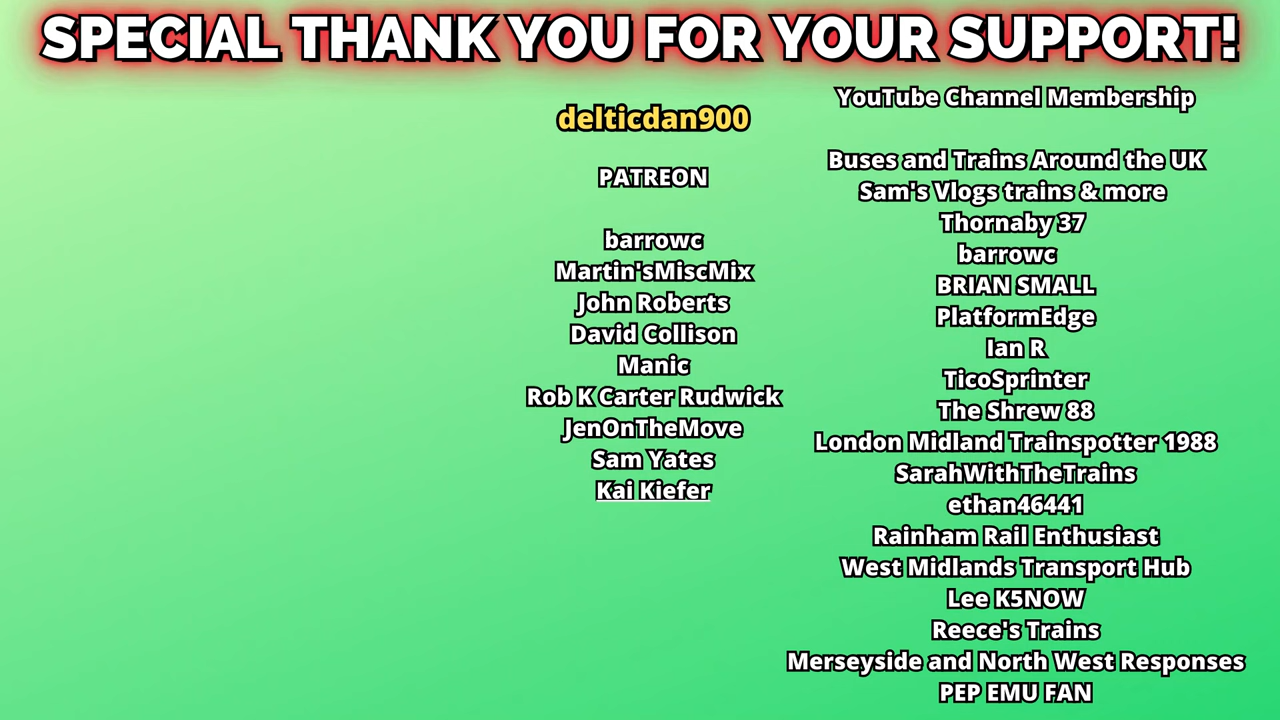 SPECIAL THANK YOU FOR YOUR SUPPORT!
delticdan900
PATREON
barrowc
Martin'sMiscMix
John Roberts
David Collison
Manic
Rob K Carter Rudwick
JenOnTheMove
Sam Yates
Kai Kiefer
YouTube Channel Membership
Buses and Trains Around the UK
Sam's Vlogs trains & more
Thornaby 37
barrowc
BRIAN SMALL
PlatformEdge
Ian R
TicoSprinter
The Shrew 88
London Midland Trainspotter 1988
SarahWithTheTrains
ethan46441
Rainham Rail Enthusiast
West Midlands Transport Hub
Lee K5NOW
Reece's Trains
Merseyside and North West Responses
PEP EMU FAN